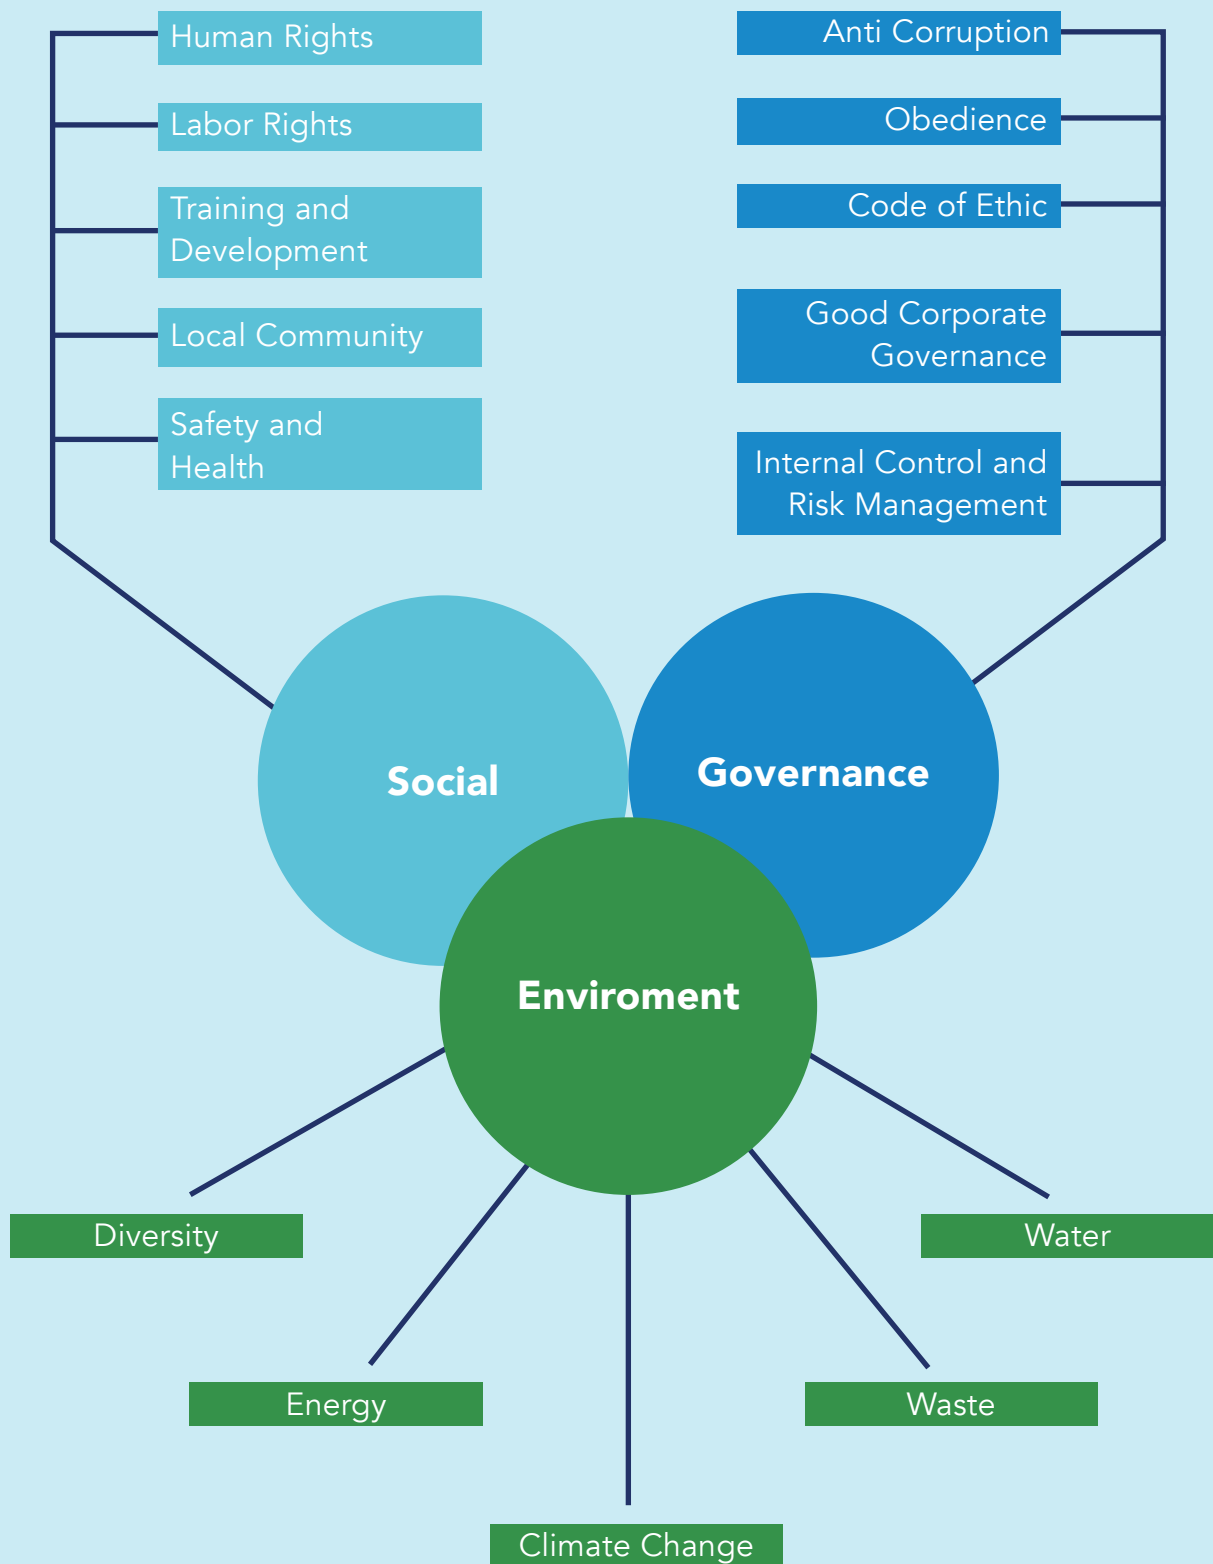 Human Rights
Labor Rights
Training and
Development
Local Community
Safety and
Health
Anti Corruption
Obedience
Code of Ethic
Good Corporate
Governance
Internal Control and
Risk Management
Social
Governance
Enviroment
Diversity
Water
Energy
Waste
Climate Change